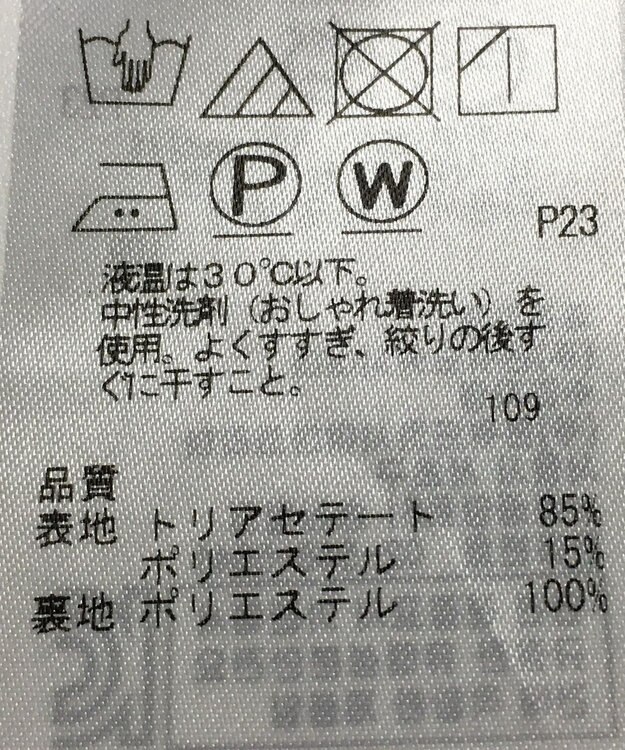 P W
P23
液温は30℃以下。
中性洗剤（おしゃれ着洗い）を
使用。よくすすぎ、絞りの後す
ぐに干すこと。
109
品質
表地 トリアセテート 85%
ポリエステル 15%
裏地 ポリエステル 100%